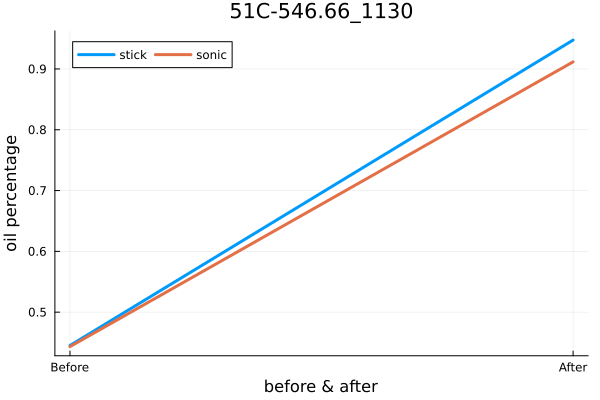 51C-546.66_1130
stick sonic
oil percentage
0.9
0.8
0.7
0.6
0.5
Before After
before & after